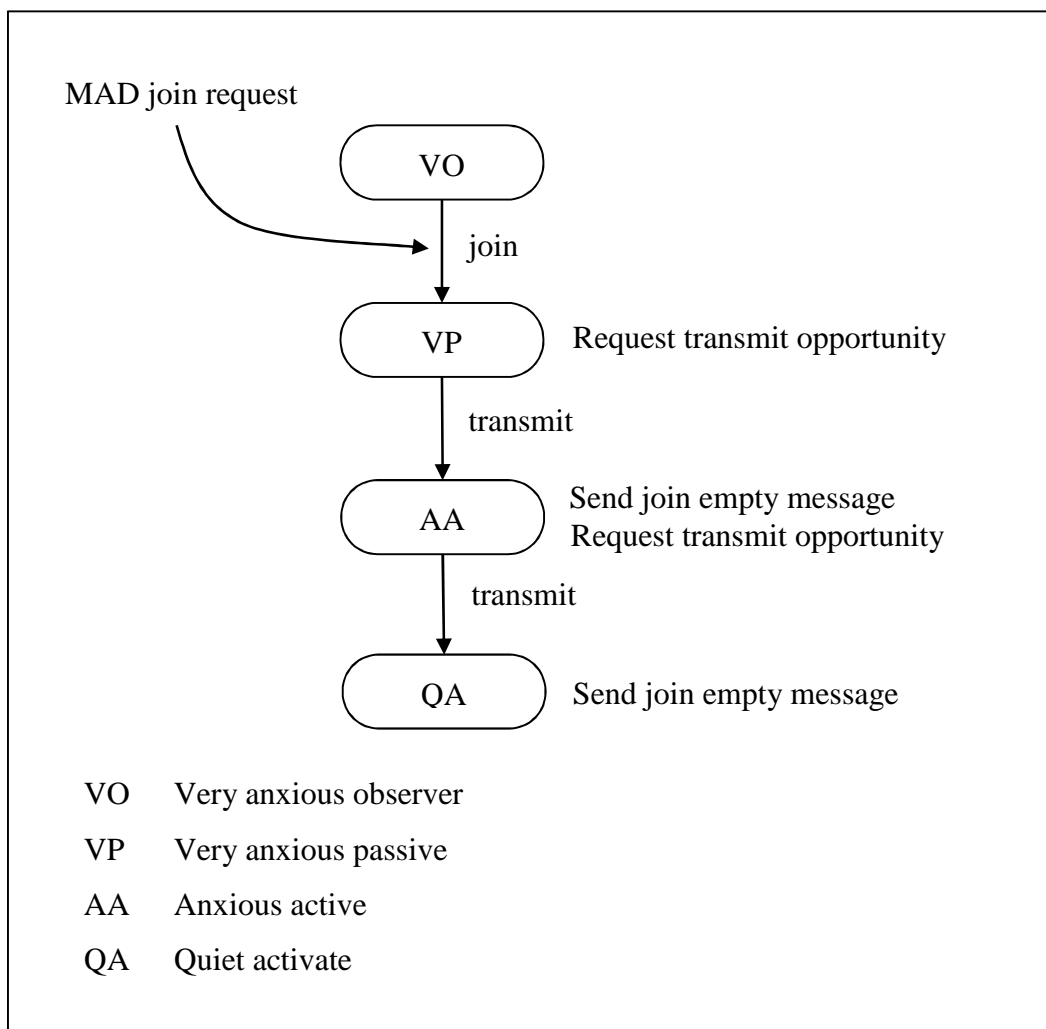 MAD join request
VO
join
VP
Request transmit opportunity
transmit
AA
Send join empty message
Request transmit opportunity
transmit
QA
Send join empty message
VO Very anxious observer
VP Very anxious passive
AA Anxious active
QA Quiet activate